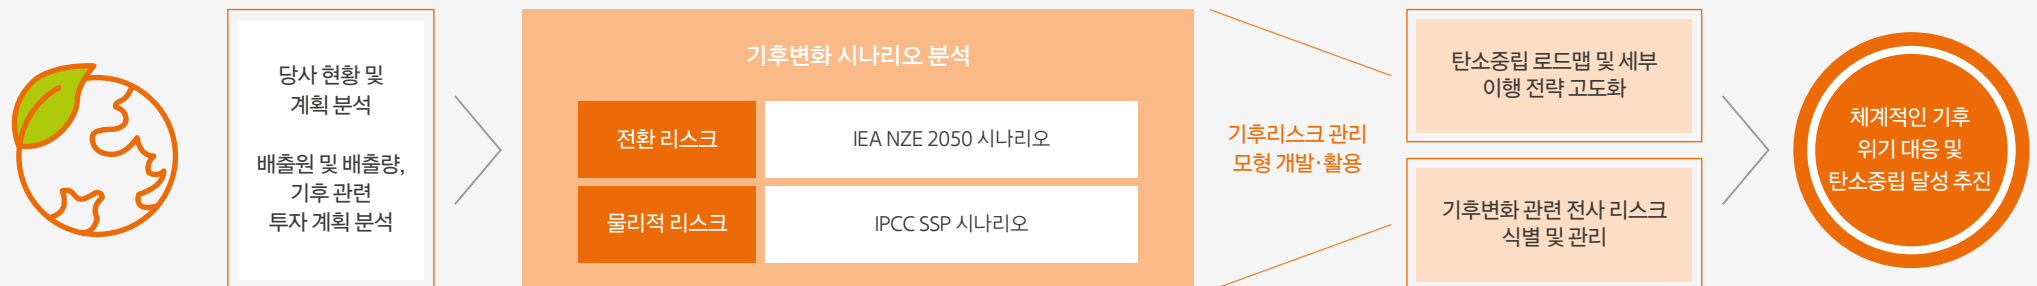 당사 현황 및
계획 분석
배출원 및 배출량,
기후 관련
투자 계획 분석
기후변화 시나리오 분석
전환 리스크
IEA NZE 2050 시나리오
물리적 리스크
IPCC SSP 시나리오
기후리스크 관리
모형 개발·활용
탄소중립 로드맵 및 세부
이행 전략 고도화
기후변화 관련 전사 리스크
식별 및 관리
체계적인 기후
위기 대응 및
탄소중립 달성 추진